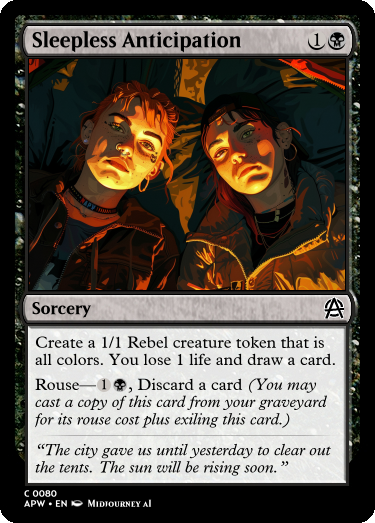 Sleepless Anticipation 1
Sorcery
Create a 1/1 Rebel creature token that is
all colors. You lose 1 life and draw a card.
Rouse—1, Discard a card (You may
cast a copy of this card from your graveyard
for its rouse cost plus exiling this card.)
“The city gave us until yesterday to clear out
the tents. The sun will be rising soon.”
C 0080
APW • EN Midjourney AI